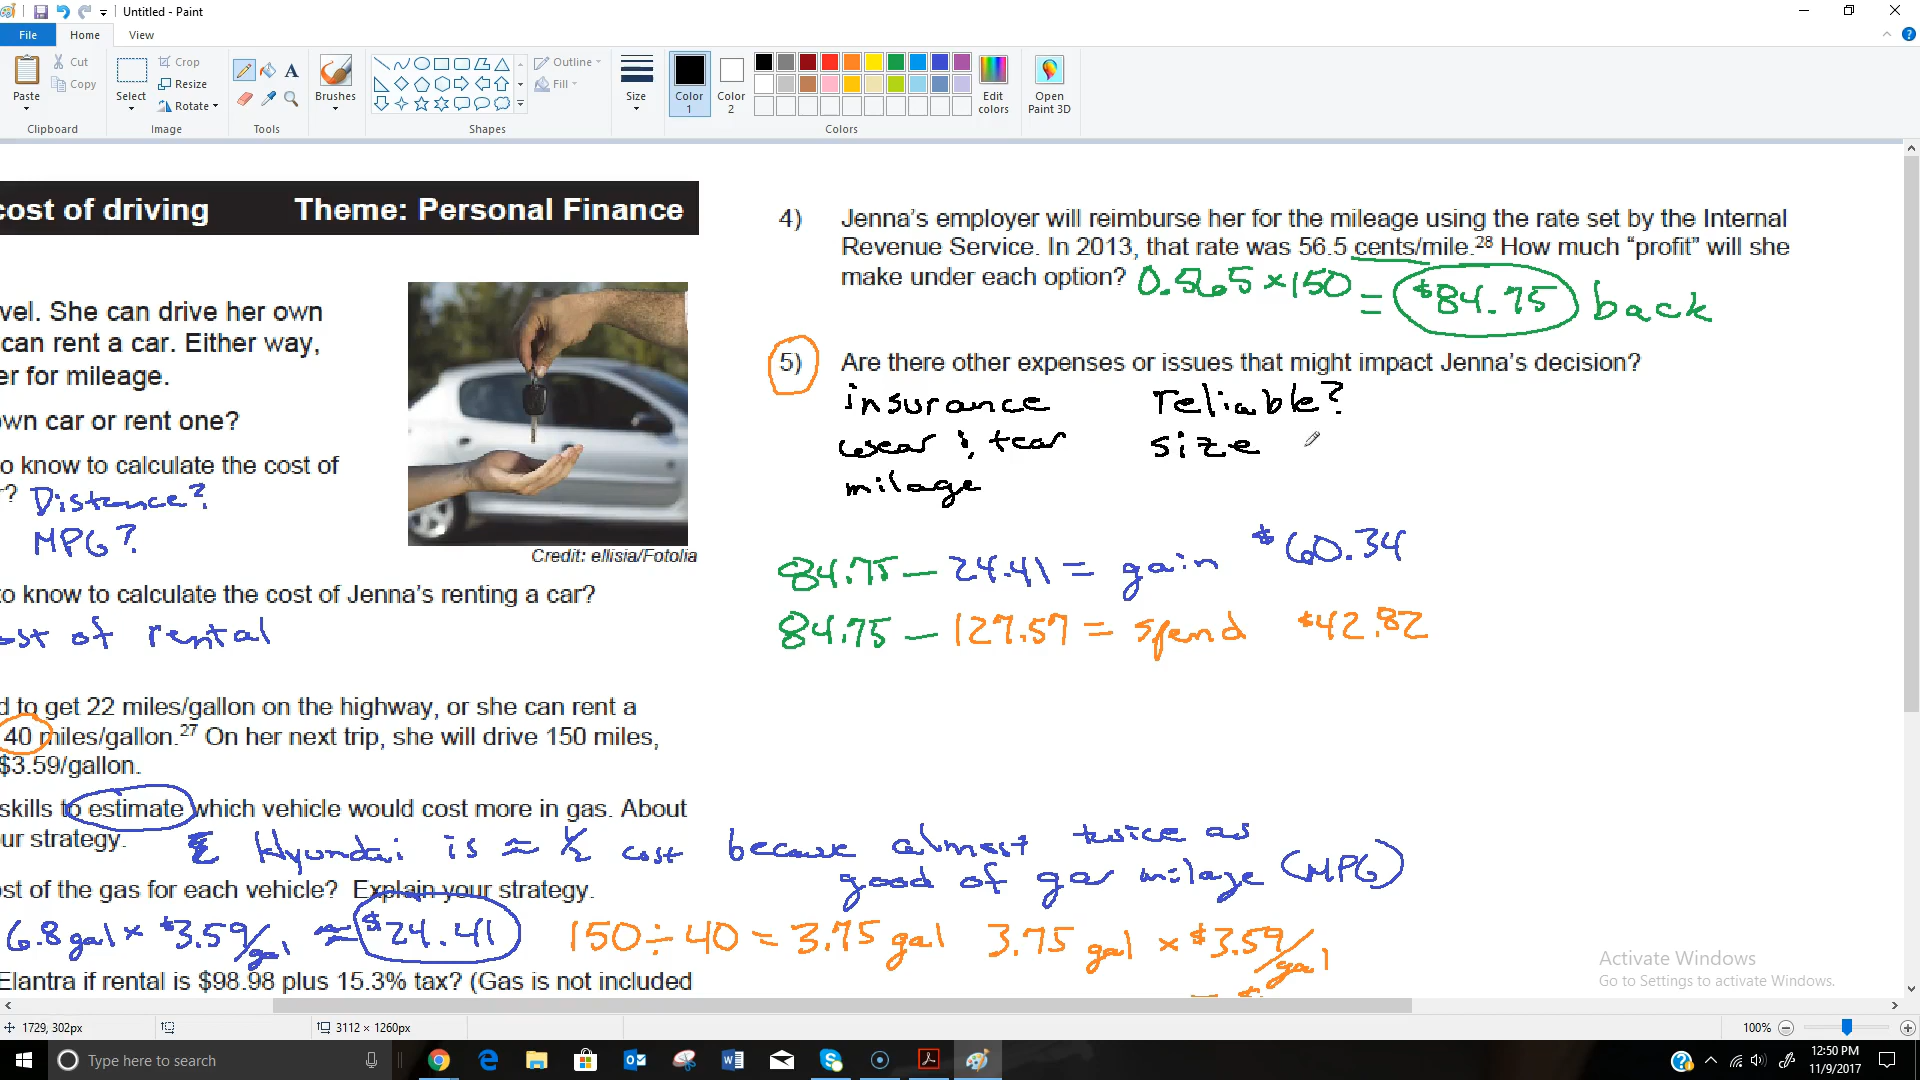 Untitled - Paint
File Home View
Paste
Cut
Copy
Clipboard
Select
Crop
Resize
Rotate
Image
Tools
Brushes
Shapes
Outline
Fill
Size
Color 1
Color 2
Colors
Edit colors
Open Paint 3D
cost of driving Theme: Personal Finance
vel. She can drive her own
can rent a car. Either way,
er for mileage.
own car or rent one?
o know to calculate the cost of
r? Distance?
MPG?
Credit: ellisia/Fotolia
to know to calculate the cost of Jenna's renting a car?
ost of rental
d to get 22 miles/gallon on the highway, or she can rent a
40 miles/gallon.27 On her next trip, she will drive 150 miles,
$3.59/gallon.
skills to estimate which vehicle would cost more in gas. About
ur strategy.
Hyundai is ≈ 1/2 cost because almost twice as
good of gas milage (MPG)
ost of the gas for each vehicle? Explain your strategy.
6.8 gal × $3.59/gal ≈ $24.41
150 ÷ 40 = 3.75 gal 3.75 gal × $3.59/gal
= $
Elantra if rental is $98.98 plus 15.3% tax? (Gas is not included
4) Jenna's employer will reimburse her for the mileage using the rate set by the Internal
Revenue Service. In 2013, that rate was 56.5 cents/mile.28 How much “profit” will she
make under each option? 0.565 × 150 = $84.75 back
5) Are there other expenses or issues that might impact Jenna's decision?
insurance reliable?
wear & tear size
milage
84.75 - 24.41 = gain $60.34
84.75 - 127.57 = spend $42.82
Activate Windows
Go to Settings to activate Windows.
1729, 302px
3112 × 1260px
100%
Type here to search
12:50 PM
11/9/2017